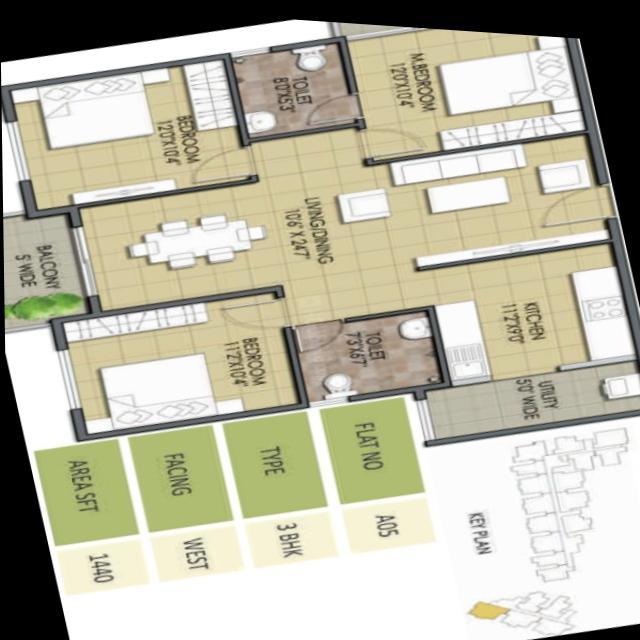 M.BEDROOM
12'0"X10'4"
TOILET
8'0"X5'3"
BEDROOM
12'0"X10'4"
LIVING/DINING
10'6" X 24'7"
BALCONY
5' WIDE
KITCHEN
11'2"X9'0"
TOILET
7'3"X6'7"
BEDROOM
11'2"X10'4"
UTILITY
5'0" WIDE
KEY PLAN
FLAT NO
A05
TYPE
3 BHK
FACING
WEST
AREA SFT
1440